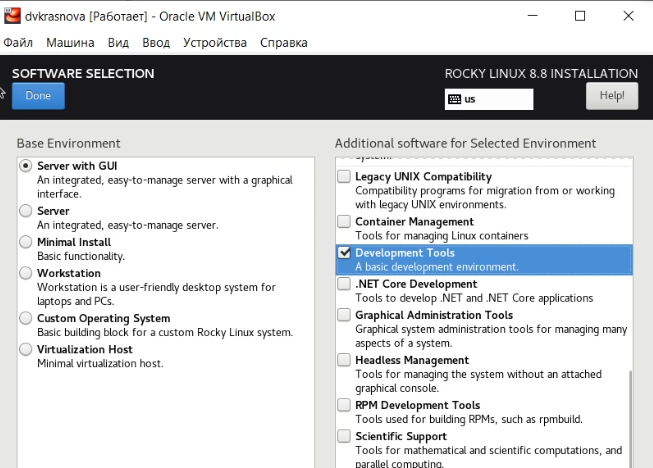 dvkrasnova [Работает] - Oracle VM VirtualBox
Файл Машина Вид Ввод Устройства Справка
SOFTWARE SELECTION
ROCKY LINUX 8.8 INSTALLATION
Done
us
Help!
Base Environment
Server with GUI
An integrated, easy-to-manage server with a graphical
interface.
Server
An integrated, easy-to-manage server.
Minimal Install
Basic functionality.
Workstation
Workstation is a user-friendly desktop system for
laptops and PCs.
Custom Operating System
Basic building block for a custom Rocky Linux system.
Virtualization Host
Minimal virtualization host.
Additional software for Selected Environment
system.
Legacy UNIX Compatibility
Compatibility programs for migration from or working
with legacy UNIX environments.
Container Management
Tools for managing Linux containers
Development Tools
A basic development environment.
.NET Core Development
Tools to develop .NET and .NET Core applications
Graphical Administration Tools
Graphical system administration tools for managing many
aspects of a system.
Headless Management
Tools for managing the system without an attached
graphical console.
RPM Development Tools
Tools used for building RPMs, such as rpmbuild.
Scientific Support
Tools for mathematical and scientific computations, and
parallel computing.